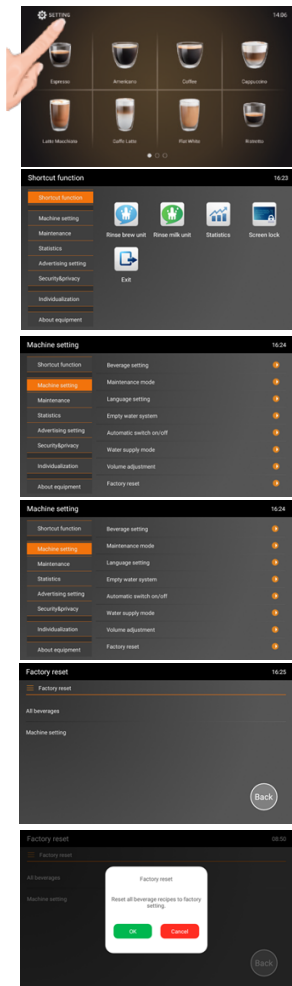 SETTING 14:06
Espresso Americano Coffee Cappuccino
Latte Macchiato Caffe Latte Flat White Ristretto
Shortcut function 16:23
Shortcut function
Machine setting
Maintenance
Statistics
Advertising setting
Security&privacy
Individualization
About equipment
Rinse brew unit Rinse milk unit Statistics Screen lock
Exit
Machine setting 16:24
Shortcut function
Machine setting
Maintenance
Statistics
Advertising setting
Security&privacy
Individualization
About equipment
Beverage setting
Maintenance mode
Language setting
Empty water system
Automatic switch on/off
Water supply mode
Volume adjustment
Factory reset
Machine setting 16:24
Shortcut function
Machine setting
Maintenance
Statistics
Advertising setting
Security&privacy
Individualization
About equipment
Beverage setting
Maintenance mode
Language setting
Empty water system
Automatic switch on/off
Water supply mode
Volume adjustment
Factory reset
Factory reset 16:25
Factory reset
All beverages
Machine setting
Back
Factory reset 08:50
Factory reset
All beverages
Machine setting
Factory reset
Reset all beverage recipes to factory
setting.
OK Cancel
Back